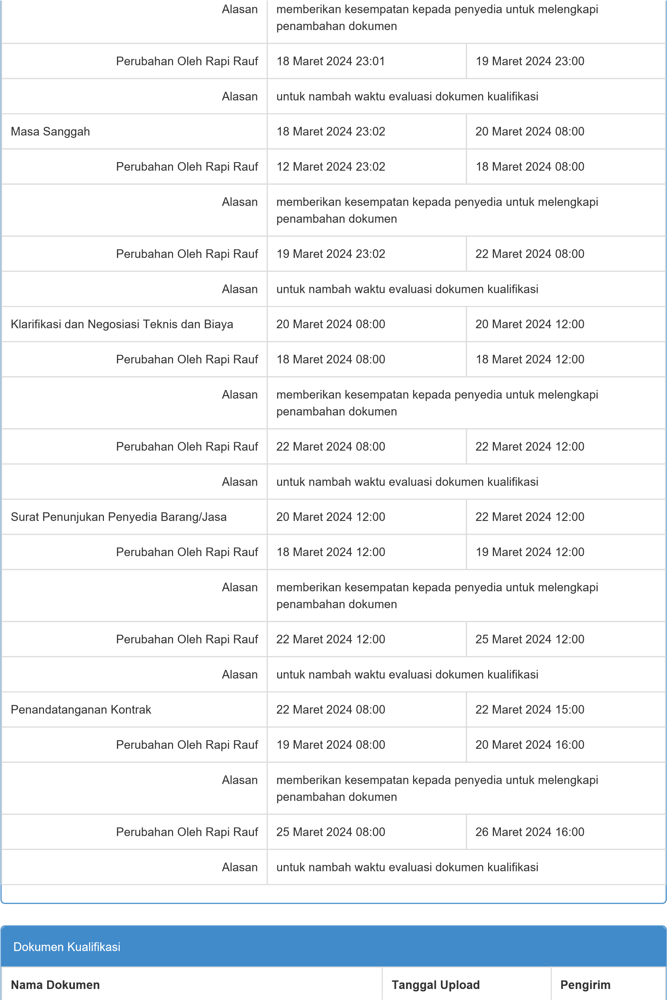 Alasan memberikan kesempatan kepada penyedia untuk melengkapi
penambahan dokumen
Perubahan Oleh Rapi Rauf 18 Maret 2024 23:01 19 Maret 2024 23:00
Alasan untuk nambah waktu evaluasi dokumen kualifikasi
Masa Sanggah 18 Maret 2024 23:02 20 Maret 2024 08:00
Perubahan Oleh Rapi Rauf 12 Maret 2024 23:02 18 Maret 2024 08:00
Alasan memberikan kesempatan kepada penyedia untuk melengkapi
penambahan dokumen
Perubahan Oleh Rapi Rauf 19 Maret 2024 23:02 22 Maret 2024 08:00
Alasan untuk nambah waktu evaluasi dokumen kualifikasi
Klarifikasi dan Negosiasi Teknis dan Biaya 20 Maret 2024 08:00 20 Maret 2024 12:00
Perubahan Oleh Rapi Rauf 18 Maret 2024 08:00 18 Maret 2024 12:00
Alasan memberikan kesempatan kepada penyedia untuk melengkapi
penambahan dokumen
Perubahan Oleh Rapi Rauf 22 Maret 2024 08:00 22 Maret 2024 12:00
Alasan untuk nambah waktu evaluasi dokumen kualifikasi
Surat Penunjukan Penyedia Barang/Jasa 20 Maret 2024 12:00 22 Maret 2024 12:00
Perubahan Oleh Rapi Rauf 18 Maret 2024 12:00 19 Maret 2024 12:00
Alasan memberikan kesempatan kepada penyedia untuk melengkapi
penambahan dokumen
Perubahan Oleh Rapi Rauf 22 Maret 2024 12:00 25 Maret 2024 12:00
Alasan untuk nambah waktu evaluasi dokumen kualifikasi
Penandatanganan Kontrak 22 Maret 2024 08:00 22 Maret 2024 15:00
Perubahan Oleh Rapi Rauf 19 Maret 2024 08:00 20 Maret 2024 16:00
Alasan memberikan kesempatan kepada penyedia untuk melengkapi
penambahan dokumen
Perubahan Oleh Rapi Rauf 25 Maret 2024 08:00 26 Maret 2024 16:00
Alasan untuk nambah waktu evaluasi dokumen kualifikasi
Dokumen Kualifikasi
Nama Dokumen Tanggal Upload Pengirim